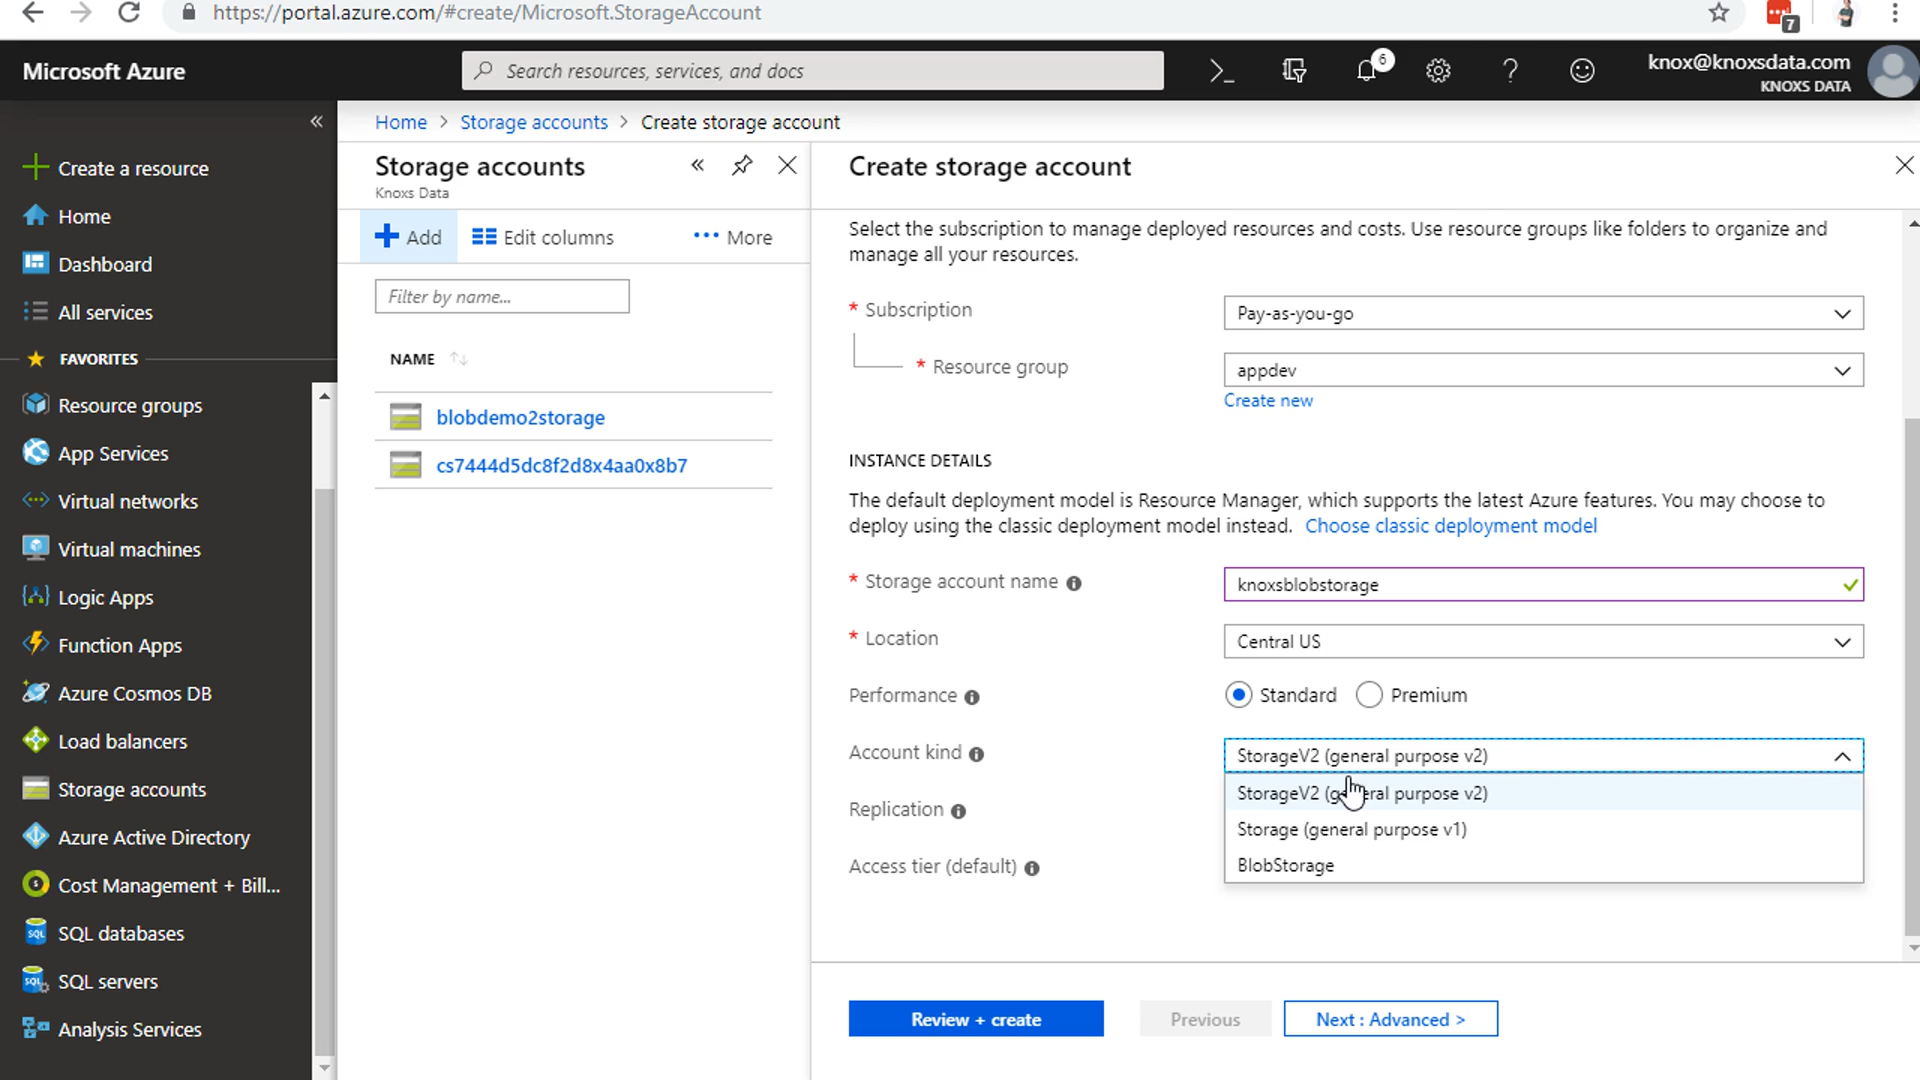 https://portal.azure.com/#create/Microsoft.StorageAccount
7
Microsoft Azure
Search resources, services, and docs
6
knox@knoxsdata.com
KNOXS DATA
Create a resource
Home
Dashboard
All services
FAVORITES
Resource groups
App Services
Virtual networks
Virtual machines
Logic Apps
Function Apps
Azure Cosmos DB
Load balancers
Storage accounts
Azure Active Directory
Cost Management + Bill...
SQL databases
SQL servers
Analysis Services
Home > Storage accounts > Create storage account
Storage accounts
Knoxs Data
Add
Edit columns
More
Filter by name...
NAME
blobdemo2storage
cs7444d5dc8f2d8x4aa0x8b7
Create storage account
Select the subscription to manage deployed resources and costs. Use resource groups like folders to organize and
manage all your resources.
* Subscription
Pay-as-you-go
* Resource group
appdev
Create new
INSTANCE DETAILS
The default deployment model is Resource Manager, which supports the latest Azure features. You may choose to
deploy using the classic deployment model instead. Choose classic deployment model
* Storage account name
knoxsblobstorage
* Location
Central US
Performance
Standard
Premium
Account kind
StorageV2 (general purpose v2)
StorageV2 (general purpose v2)
Storage (general purpose v1)
BlobStorage
Replication
Access tier (default)
Review + create
Previous
Next : Advanced >